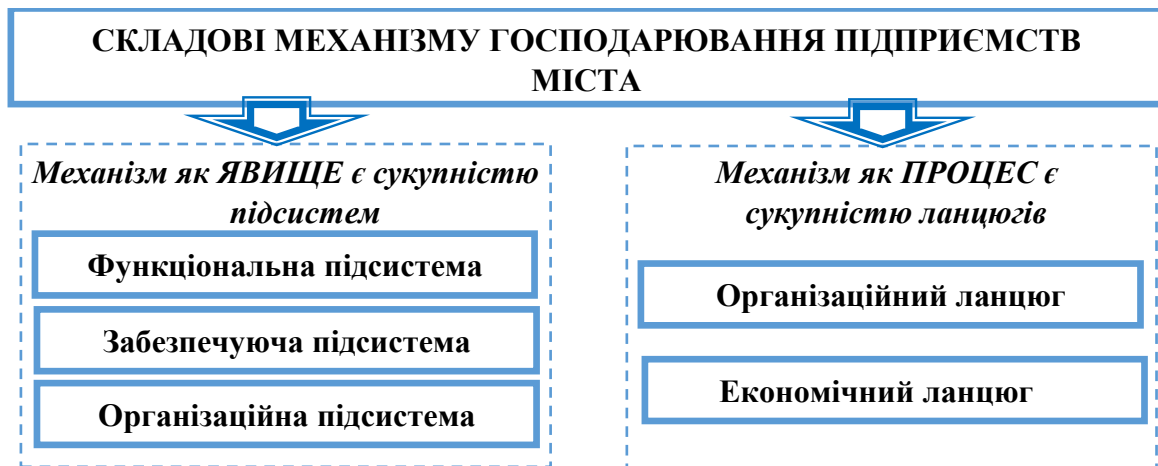 СКЛАДОВІ МЕХАНІЗМУ ГОСПОДАРЮВАННЯ ПІДПРИЄМСТВ
МІСТА
Механізм як ЯВИЩЕ є сукупністю
підсистем
Функціональна підсистема
Забезпечуюча підсистема
Організаційна підсистема
Механізм як ПРОЦЕС є
сукупністю ланцюгів
Організаційний ланцюг
Економічний ланцюг